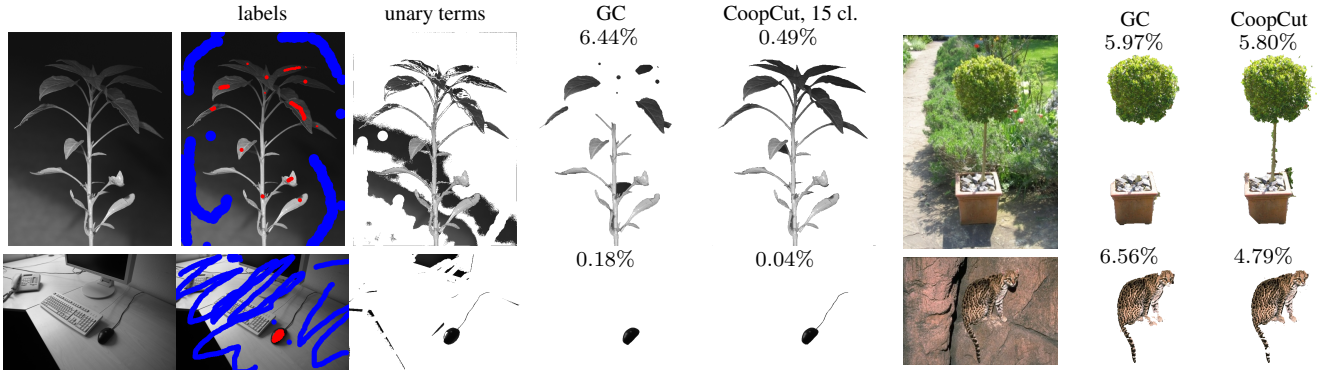 labels unary terms GC CoopCut, 15 cl. GC CoopCut
6.44% 0.49% 5.97% 5.80%
0.18% 0.04% 6.56% 4.79%